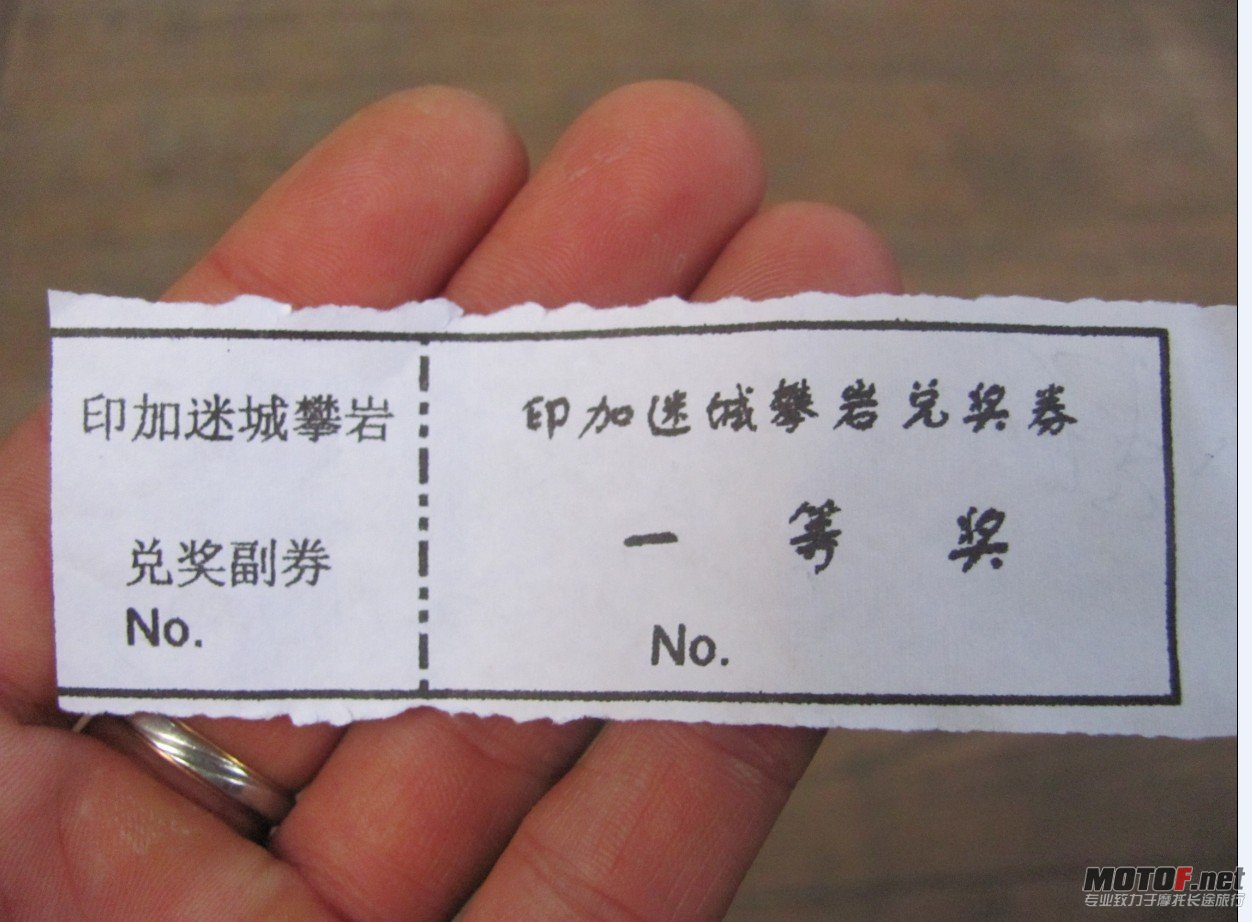 印加迷城攀岩
兑奖副券
No.
印加迷城攀岩兑奖券
一 等 奖
No.
MOTOF.net
专业致力于摩托长途旅行